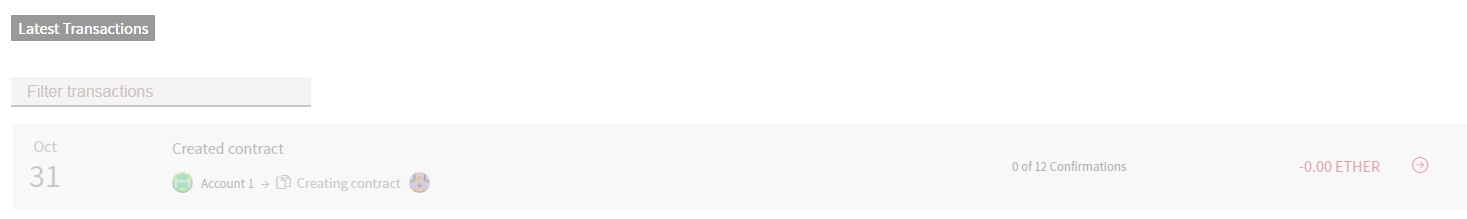 Latest Transactions
Filter transactions
Oct
31
Created contract
Account 1 → Creating contract
0 of 12 Confirmations
-0.00 ETHER